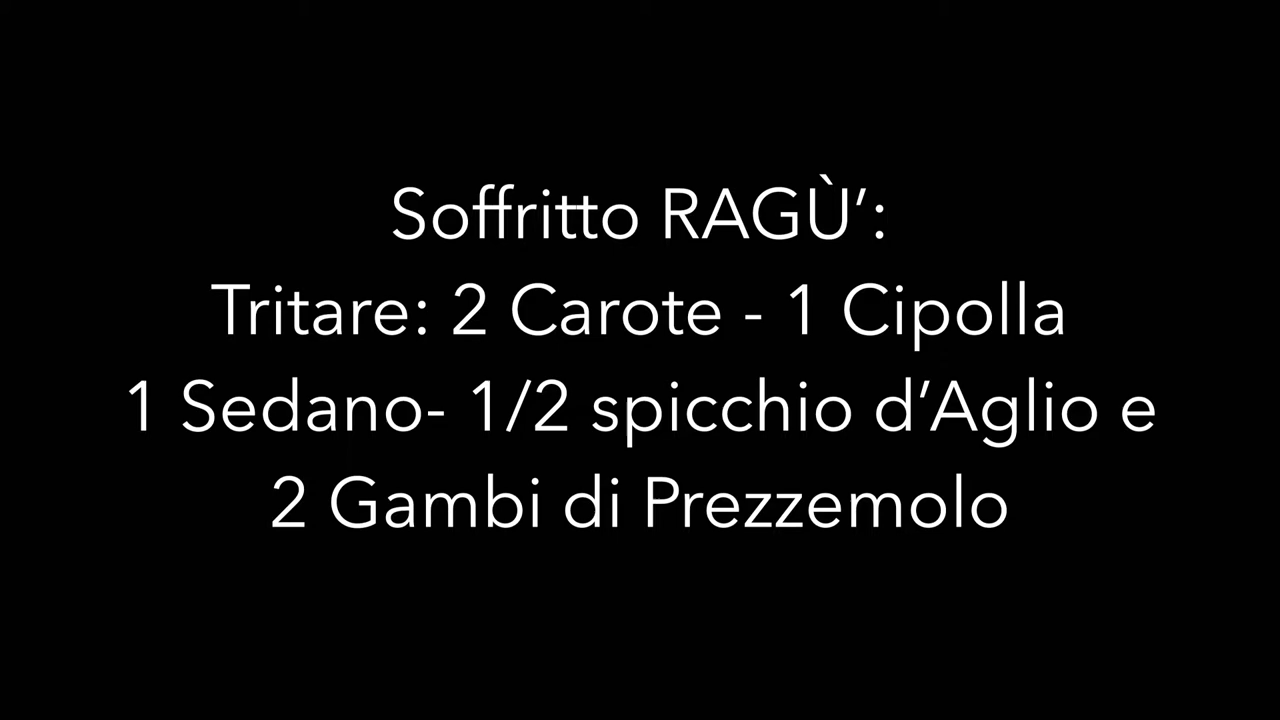 Soffritto RAGÙ’:
Tritare: 2 Carote - 1 Cipolla
1 Sedano- 1/2 spicchio d’Aglio e
2 Gambi di Prezzemolo